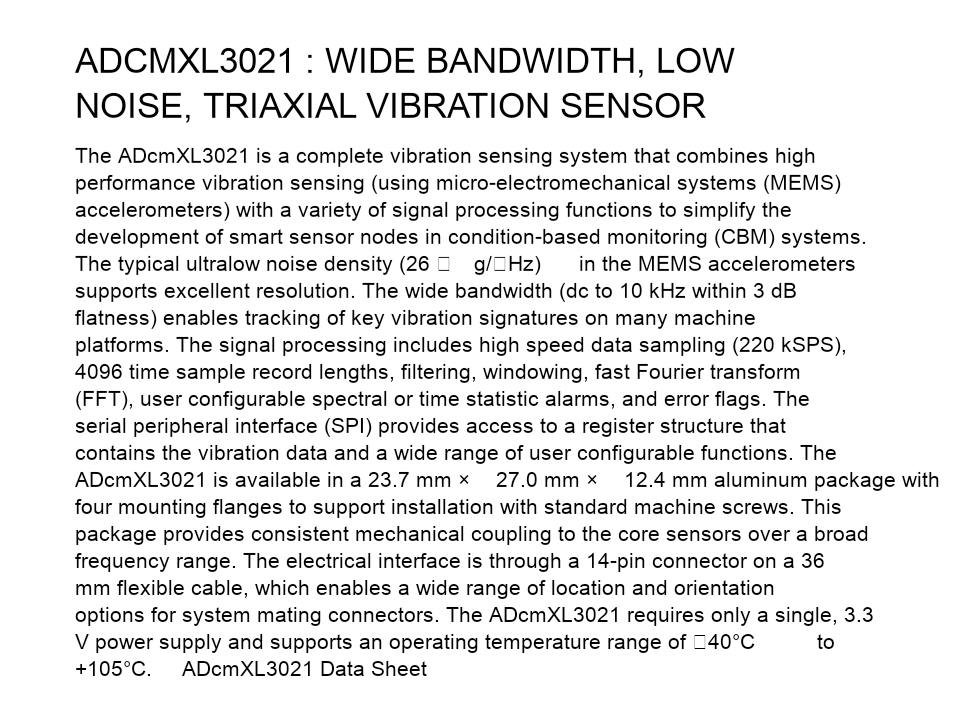 ADCMXL3021 : WIDE BANDWIDTH, LOW
NOISE, TRIAXIAL VIBRATION SENSOR
The ADcmXL3021 is a complete vibration sensing system that combines high
performance vibration sensing (using micro-electromechanical systems (MEMS)
accelerometers) with a variety of signal processing functions to simplify the
development of smart sensor nodes in condition-based monitoring (CBM) systems.
The typical ultralow noise density (26 □ g/□Hz) in the MEMS accelerometers
supports excellent resolution. The wide bandwidth (dc to 10 kHz within 3 dB
flatness) enables tracking of key vibration signatures on many machine
platforms. The signal processing includes high speed data sampling (220 kSPS),
4096 time sample record lengths, filtering, windowing, fast Fourier transform
(FFT), user configurable spectral or time statistic alarms, and error flags. The
serial peripheral interface (SPI) provides access to a register structure that
contains the vibration data and a wide range of user configurable functions. The
ADcmXL3021 is available in a 23.7 mm × 27.0 mm × 12.4 mm aluminum package with
four mounting flanges to support installation with standard machine screws. This
package provides consistent mechanical coupling to the core sensors over a broad
frequency range. The electrical interface is through a 14-pin connector on a 36
mm flexible cable, which enables a wide range of location and orientation
options for system mating connectors. The ADcmXL3021 requires only a single, 3.3
V power supply and supports an operating temperature range of □40°C to
+105°C. ADcmXL3021 Data Sheet